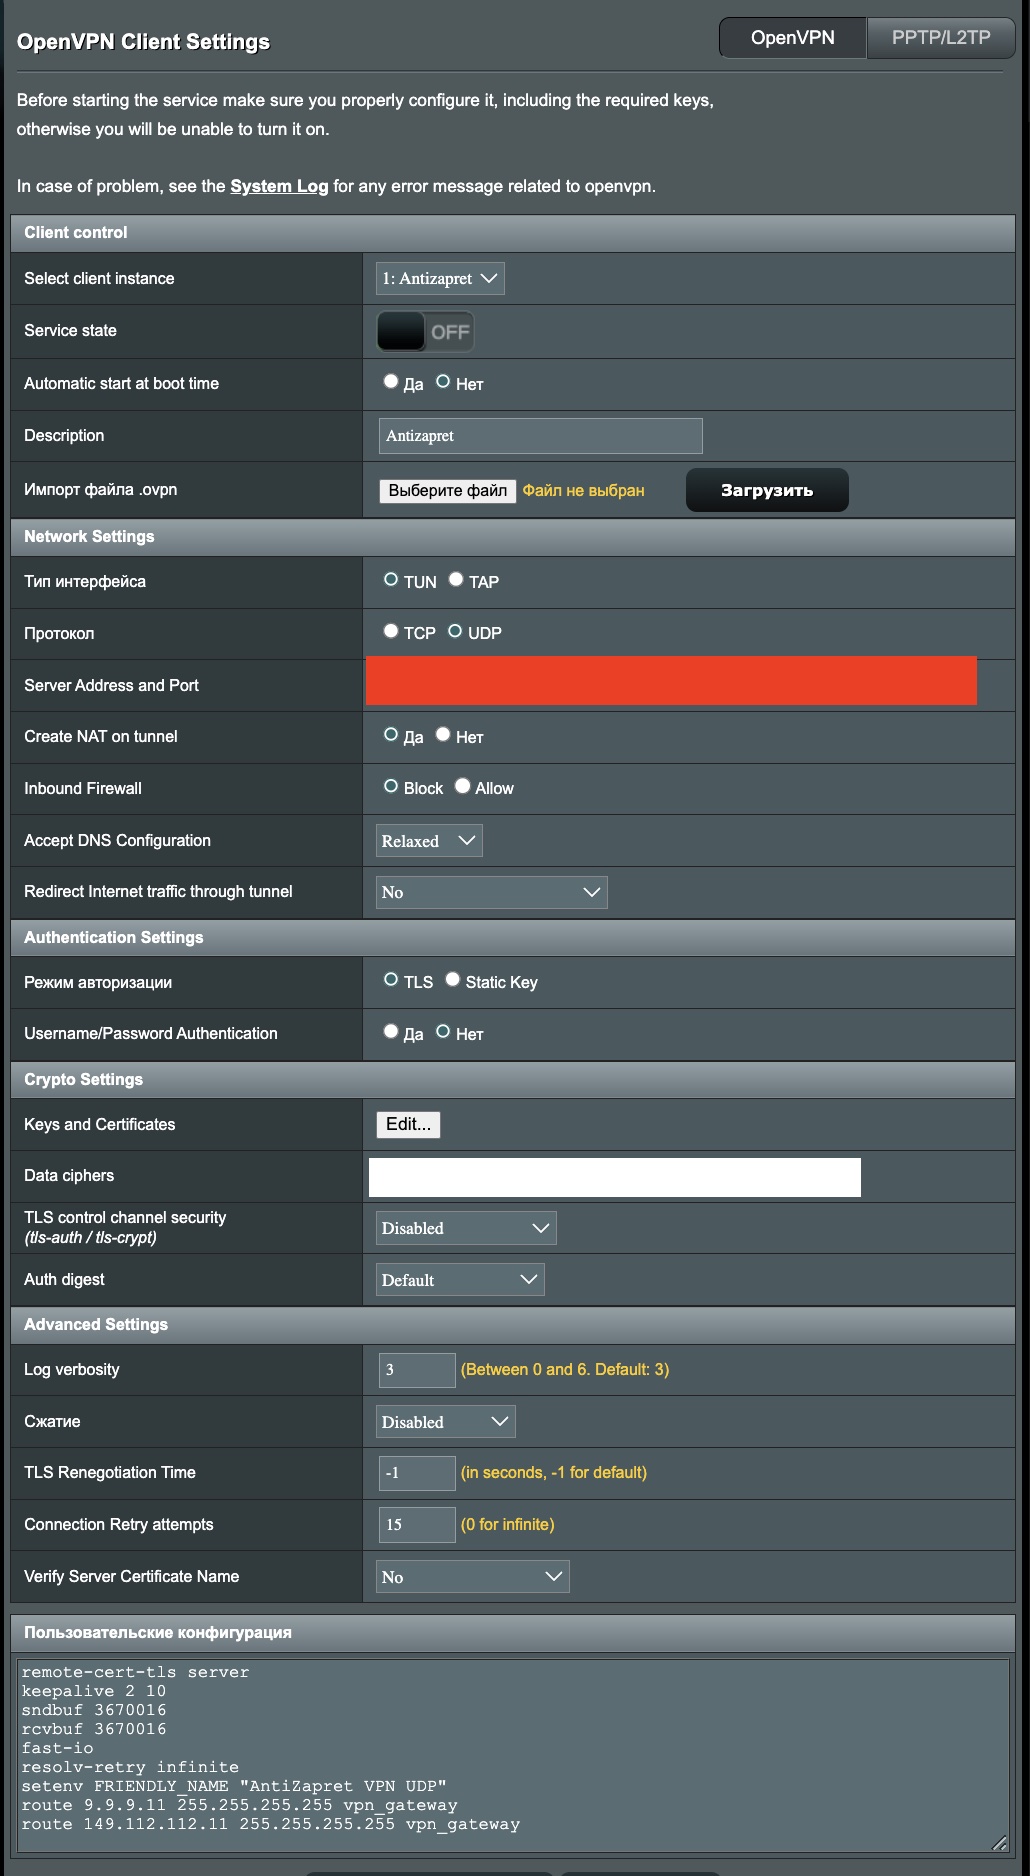 OpenVPN Client Settings
OpenVPN PPTP/L2TP
Before starting the service make sure you properly configure it, including the required keys,
otherwise you will be unable to turn it on.
In case of problem, see the System Log for any error message related to openvpn.
Client control
Select client instance 1: Antizapret
Service state OFF
Automatic start at boot time Да Нет
Description Antizapret
Импорт файла .ovpn Выберите файл Файл не выбран Загрузить
Network Settings
Тип интерфейса TUN TAP
Протокол TCP UDP
Server Address and Port
Create NAT on tunnel Да Нет
Inbound Firewall Block Allow
Accept DNS Configuration Relaxed
Redirect Internet traffic through tunnel No
Authentication Settings
Режим авторизации TLS Static Key
Username/Password Authentication Да Нет
Crypto Settings
Keys and Certificates Edit...
Data ciphers
TLS control channel security
(tls-auth / tls-crypt) Disabled
Auth digest Default
Advanced Settings
Log verbosity 3 (Between 0 and 6. Default: 3)
Сжатие Disabled
TLS Renegotiation Time -1 (in seconds, -1 for default)
Connection Retry attempts 15 (0 for infinite)
Verify Server Certificate Name No
Пользовательские конфигурация
remote-cert-tls server
keepalive 2 10
sndbuf 3670016
rcvbuf 3670016
fast-io
resolv-retry infinite
setenv FRIENDLY_NAME "AntiZapret VPN UDP"
route 9.9.9.11 255.255.255.255 vpn_gateway
route 149.112.112.11 255.255.255.255 vpn_gateway